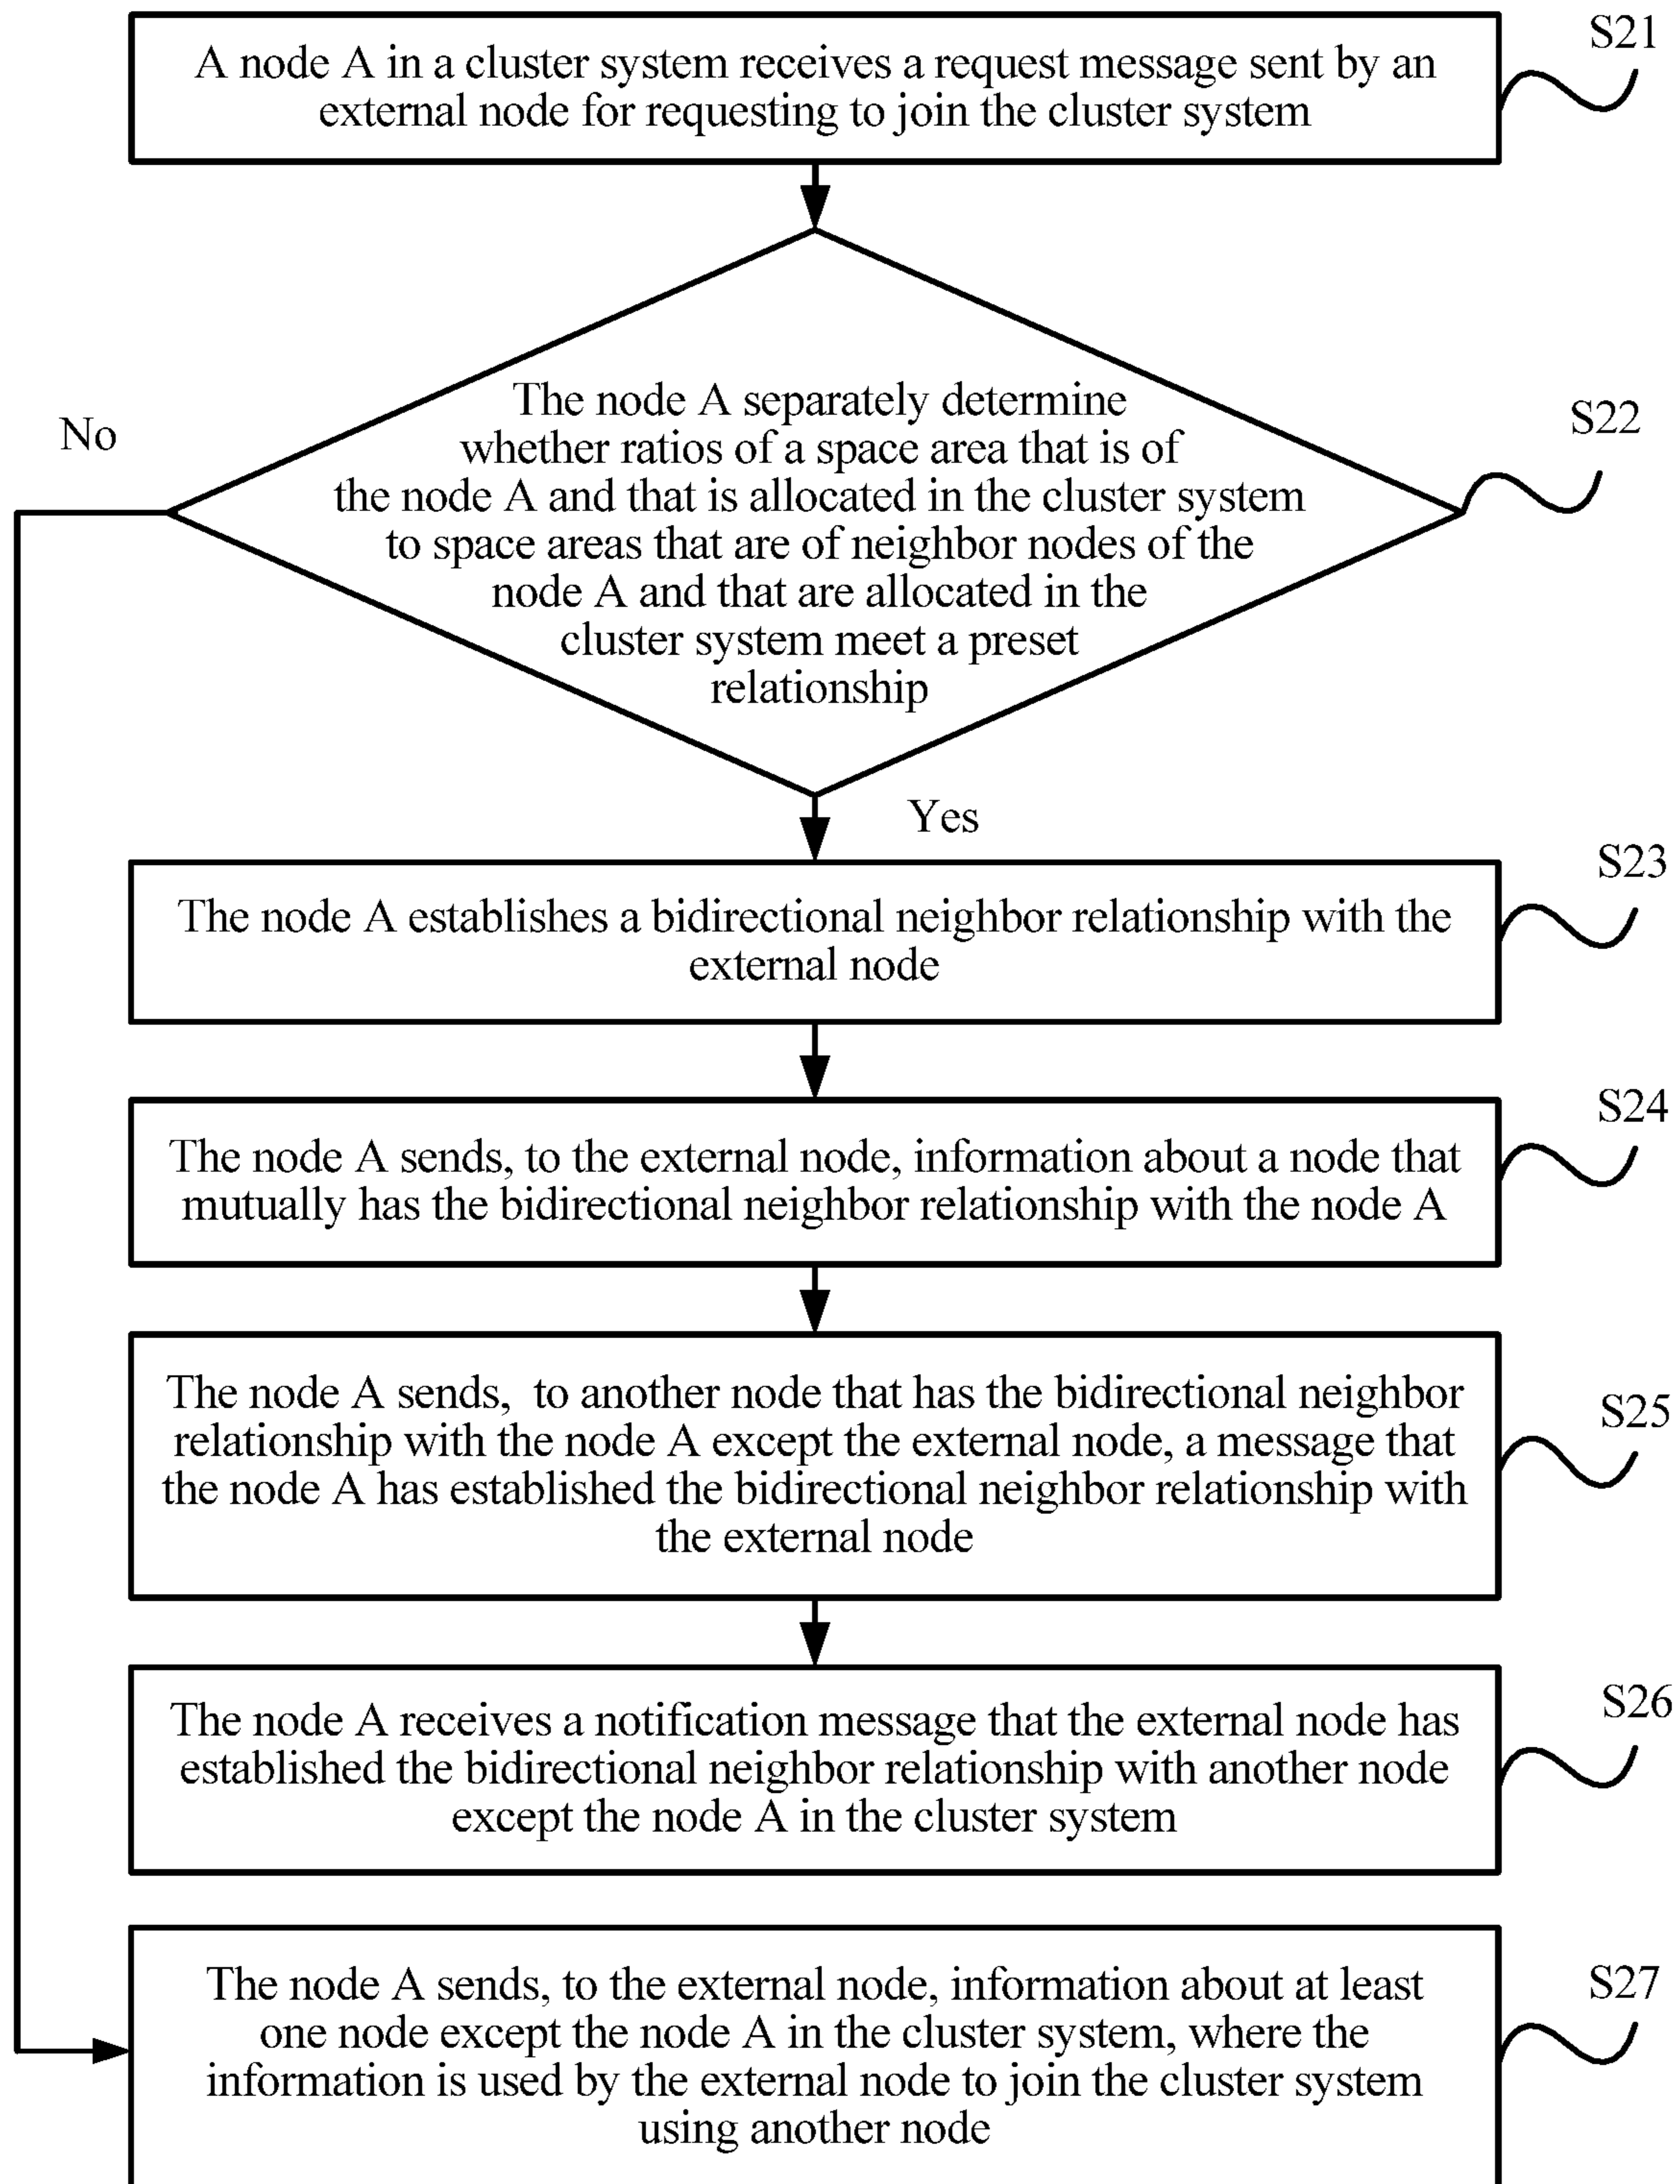 S21
A node A in a cluster system receives a request message sent by an
external node for requesting to join the cluster system
The node A separately determine
whether ratios of a space area that is of
the node A and that is allocated in the cluster system
to space areas that are of neighbor nodes of the
node A and that are allocated in the
cluster system meet a preset
relationship
No
S22
Yes
S23
The node A establishes a bidirectional neighbor relationship with the
external node
S24
The node A sends, to the external node, information about a node that
mutually has the bidirectional neighbor relationship with the node A
S25
The node A sends, to another node that has the bidirectional neighbor
relationship with the node A except the external node, a message that
the node A has established the bidirectional neighbor relationship with
the external node
S26
The node A receives a notification message that the external node has
established the bidirectional neighbor relationship with another node
except the node A in the cluster system
S27
The node A sends, to the external node, information about at least
one node except the node A in the cluster system, where the
information is used by the external node to join the cluster system
using another node